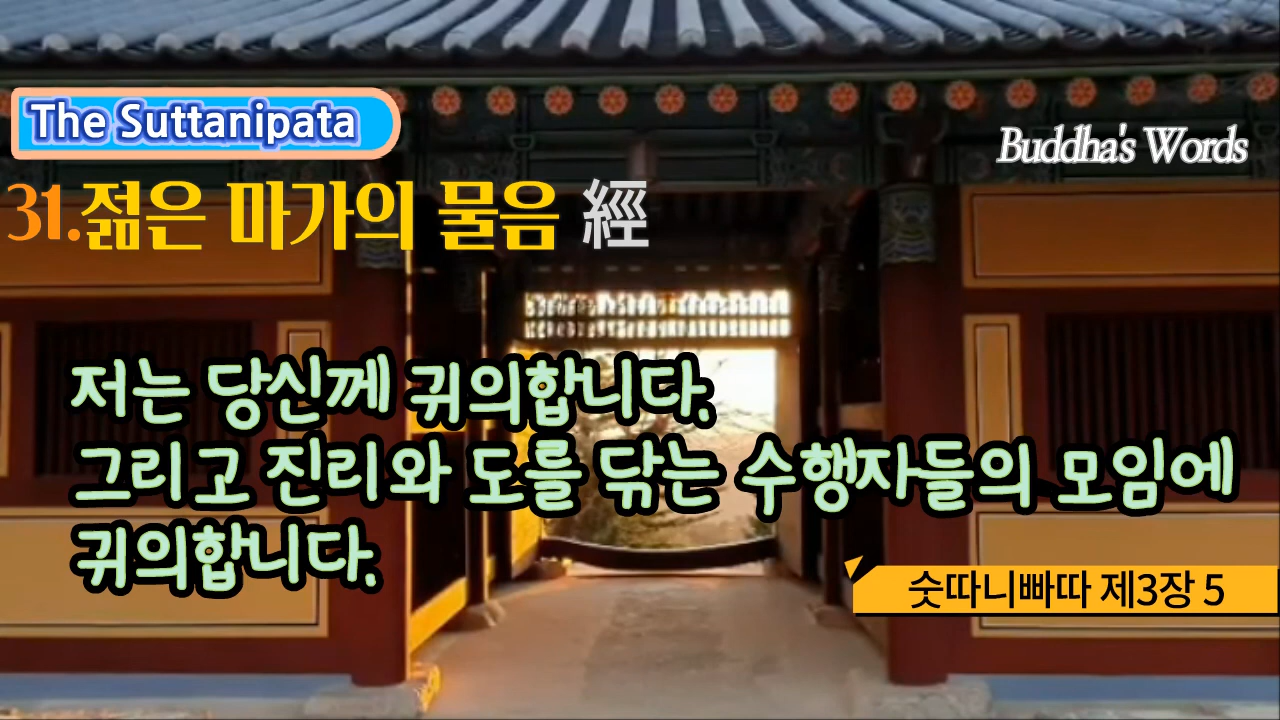 The Suttanipata
Buddha's Words
31.젊은 마가의 물음 經
저는 당신께 귀의합니다.
그리고 진리와 도를 닦는 수행자들의 모임에
귀의합니다.
숫따니빠따 제3장 5